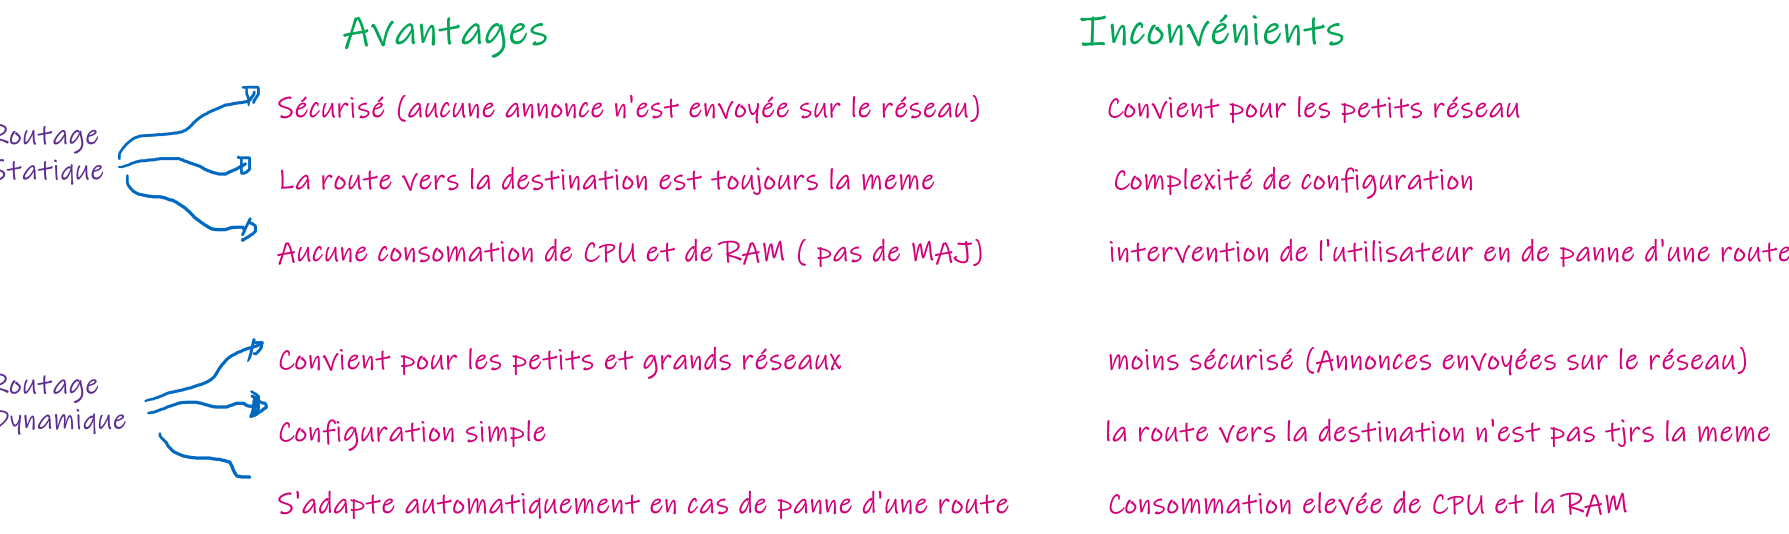 Avantages Inconvénients
Sécurisé (aucune annonce n'est envoyée sur le réseau) Convient pour les petits réseau
Routage
Statique
La route vers la destination est toujours la meme Complexité de configuration
Aucune consomation de CPU et de RAM ( pas de MAJ) intervention de l'utilisateur en de panne d'une route
Convient pour les petits et grands réseaux moins sécurisé (Annonces envoyées sur le réseau)
Routage
Dynamique
Configuration simple la route vers la destination n'est pas tjrs la meme
S'adapte automatiquement en cas de panne d'une route Consommation elevée de CPU et la RAM